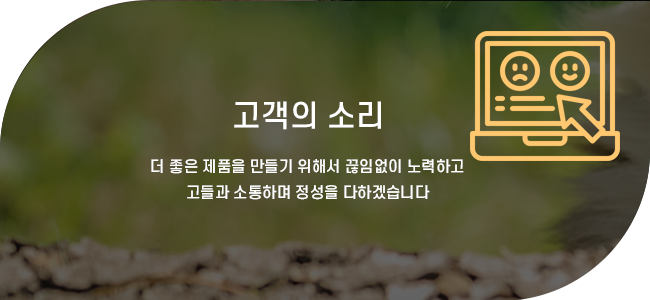 고객의 소리
더 좋은 제품을 만들기 위해서 끊임없이 노력하고
고들과 소통하며 정성을 다하겠습니다